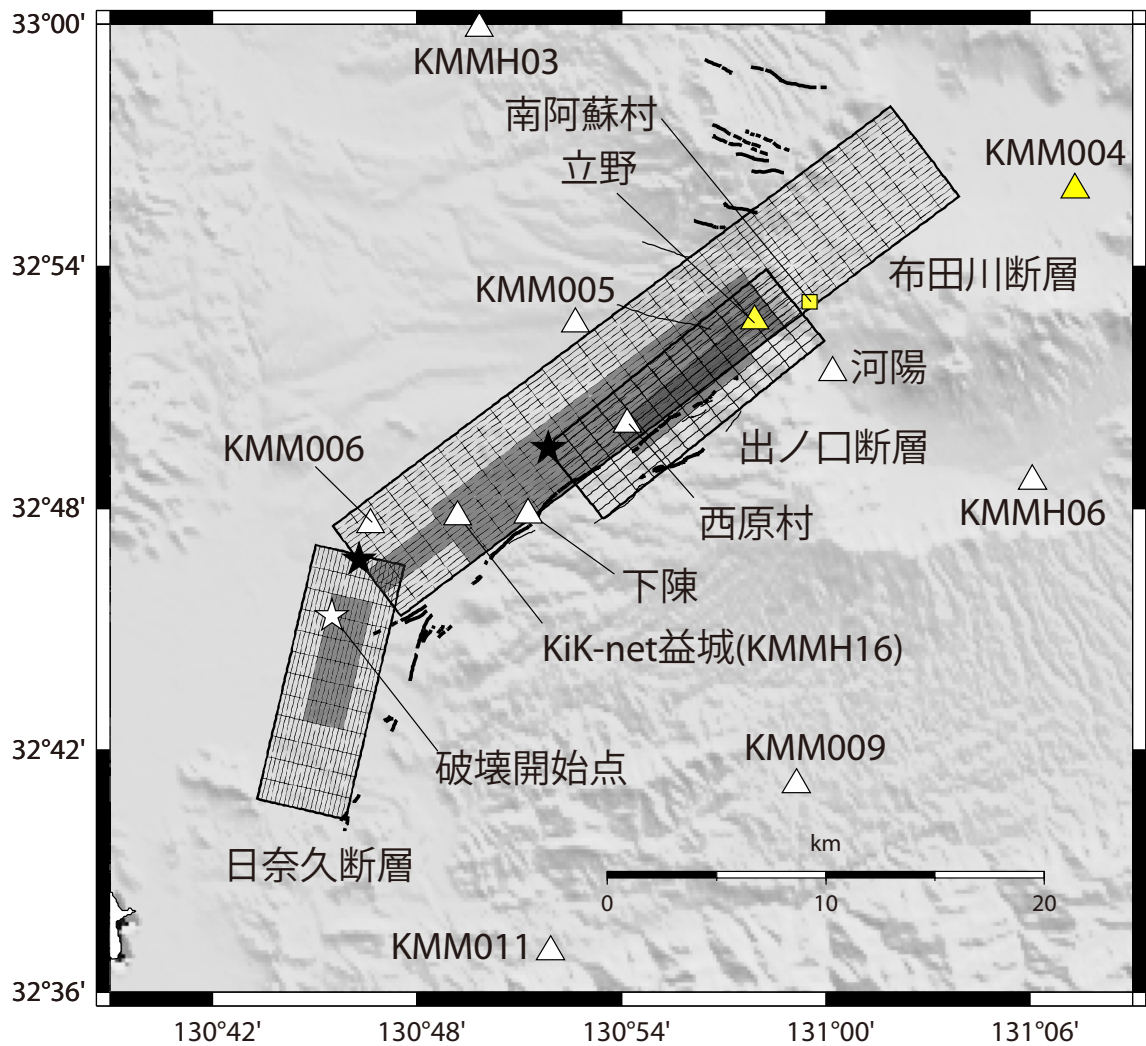 33°00'
KMMH03
南阿蘇村
立野
KMM004
32°54'
布田川断層
KMM005
河陽
KMM006
出ノ口断層
32°48'
KMMH06
西原村
下陳
KiK-net益城(KMMH16)
32°42'
KMM009
破壊開始点
km
日奈久断層
0 10 20
KMM011
32°36'
130°42' 130°48' 130°54' 131°00' 131°06'